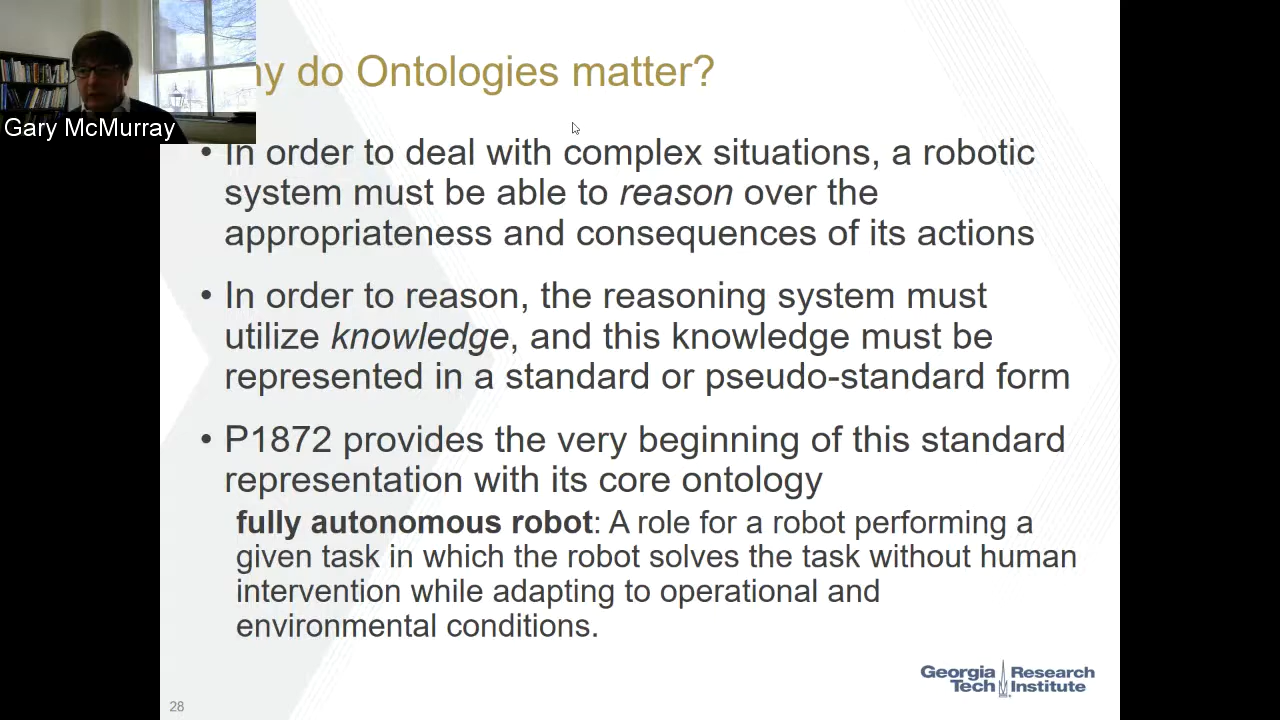 hy do Ontologies matter?
Gary McMurray
• In order to deal with complex situations, a robotic
system must be able to reason over the
appropriateness and consequences of its actions
• In order to reason, the reasoning system must
utilize knowledge, and this knowledge must be
represented in a standard or pseudo-standard form
• P1872 provides the very beginning of this standard
representation with its core ontology
fully autonomous robot: A role for a robot performing a
given task in which the robot solves the task without human
intervention while adapting to operational and
environmental conditions.
Georgia Research
Tech Institute
28